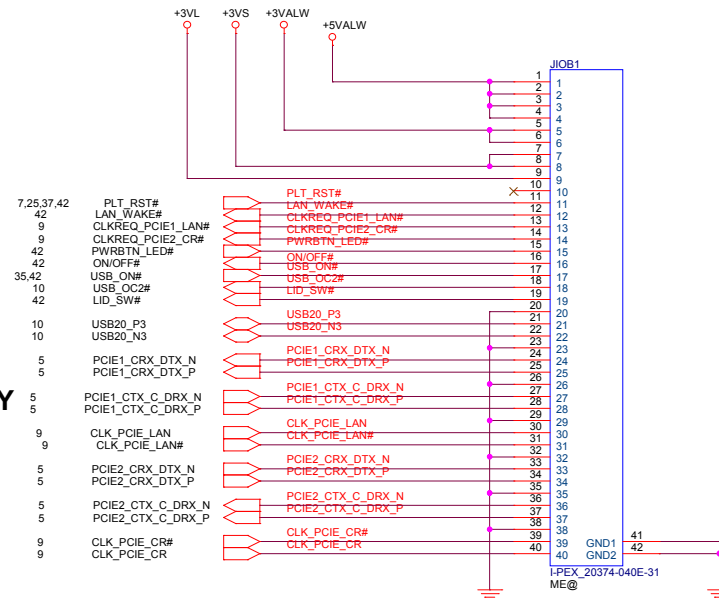 +3VL +3VS +3VALW
+5VALW
JIOB1
1 1
2 2
3 3
4 4
5 5
6 6
7 7
8 8
9 9
10 10
7,25,37,42 PLT_RST# PLT_RST# 11 11
42 LAN_WAKE# LAN_WAKE# 12 12
9 CLKREQ_PCIE1_LAN# CLKREQ_PCIE1_LAN# 13 13
9 CLKREQ_PCIE2_CR# CLKREQ_PCIE2_CR# 14 14
42 PWRBTN_LED# PWRBTN_LED# 15 15
42 ON/OFF# ON/OFF# 16 16
35,42 USB_ON# USB_ON# 17 17
10 USB_OC2# USB_OC2# 18 18
42 LID_SW# LID_SW# 19 19
20 20
10 USB20_P3 USB20_P3 21 21
10 USB20_N3 USB20_N3 22 22
23 23
5 PCIE1_CRX_DTX_N PCIE1_CRX_DTX_N 24 24
5 PCIE1_CRX_DTX_P PCIE1_CRX_DTX_P 25 25
26 26
Y 5 PCIE1_CTX_C_DRX_N PCIE1_CTX_C_DRX_N 27 27
5 PCIE1_CTX_C_DRX_P PCIE1_CTX_C_DRX_P 28 28
29 29
9 CLK_PCIE_LAN CLK_PCIE_LAN 30 30
9 CLK_PCIE_LAN# CLK_PCIE_LAN# 31 31
32 32
5 PCIE2_CRX_DTX_N PCIE2_CRX_DTX_N 33 33
5 PCIE2_CRX_DTX_P PCIE2_CRX_DTX_P 34 34
35 35
5 PCIE2_CTX_C_DRX_N PCIE2_CTX_C_DRX_N 36 36
5 PCIE2_CTX_C_DRX_P PCIE2_CTX_C_DRX_P 37 37
38 38
9 CLK_PCIE_CR# CLK_PCIE_CR# 39 39 GND1 41
9 CLK_PCIE_CR CLK_PCIE_CR 40 40 GND2 42
I-PEX_20374-040E-31
ME@